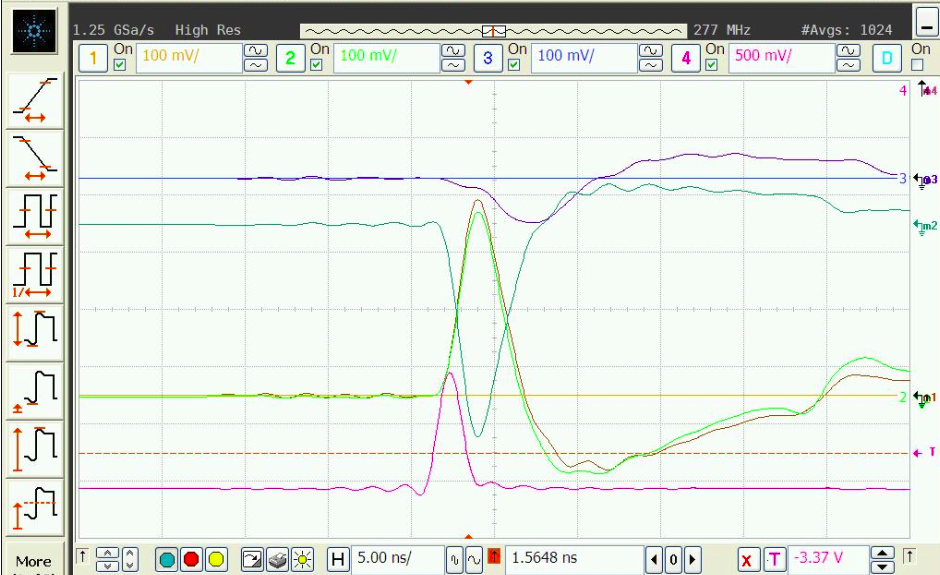 1.25 GSa/s High Res 277 MHz #Avgs: 1024
1 On 100 mV/ 2 On 100 mV/ 3 On 100 mV/ 4 On 500 mV/ D On
4
3 m3
m2
2 m1
T
1/
More
H 5.00 ns/ 1.5648 ns 0 X T -3.37 V